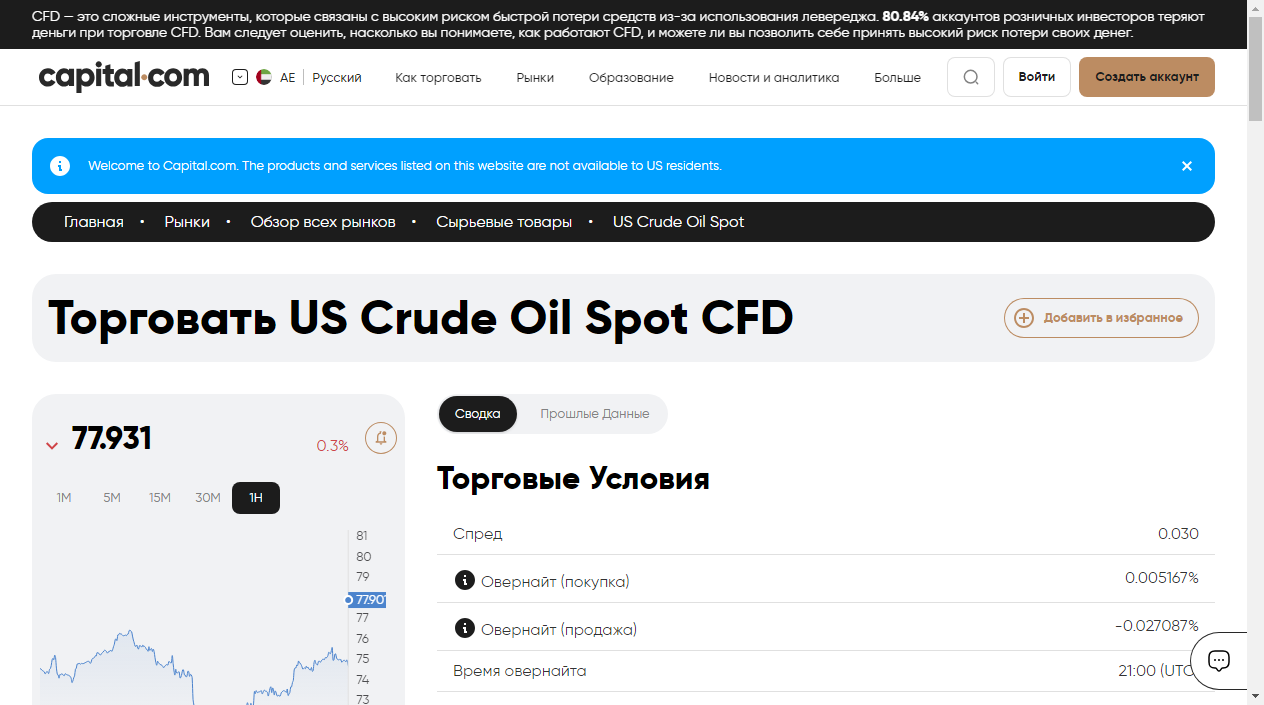 CFD — это сложные инструменты, которые связаны с высоким риском быстрой потери средств из-за использования левереджа. 80.84% аккаунтов розничных инвесторов теряют
деньги при торговле CFD. Вам следует оценить, насколько вы понимаете, как работают CFD, и можете ли вы позволить себе принять высокий риск потери своих денег.
capital.com
AE Русский
Как торговать
Рынки
Образование
Новости и аналитика
Больше
Войти
Создать аккаунт
Welcome to Capital.com. The products and services listed on this website are not available to US residents.
Главная • Рынки • Обзор всех рынков • Сырьевые товары • US Crude Oil Spot
Торговать US Crude Oil Spot CFD
Добавить в избранное
77.931
0.3%
1M 5M 15M 30M 1H
81
80
79
77.901
77
76
75
74
73
Сводка
Прошлые Данные
Торговые Условия
Спред 0.030
Овернайт (покупка) 0.005167%
Овернайт (продажа) -0.027087%
Время овернайта 21:00 (UTC